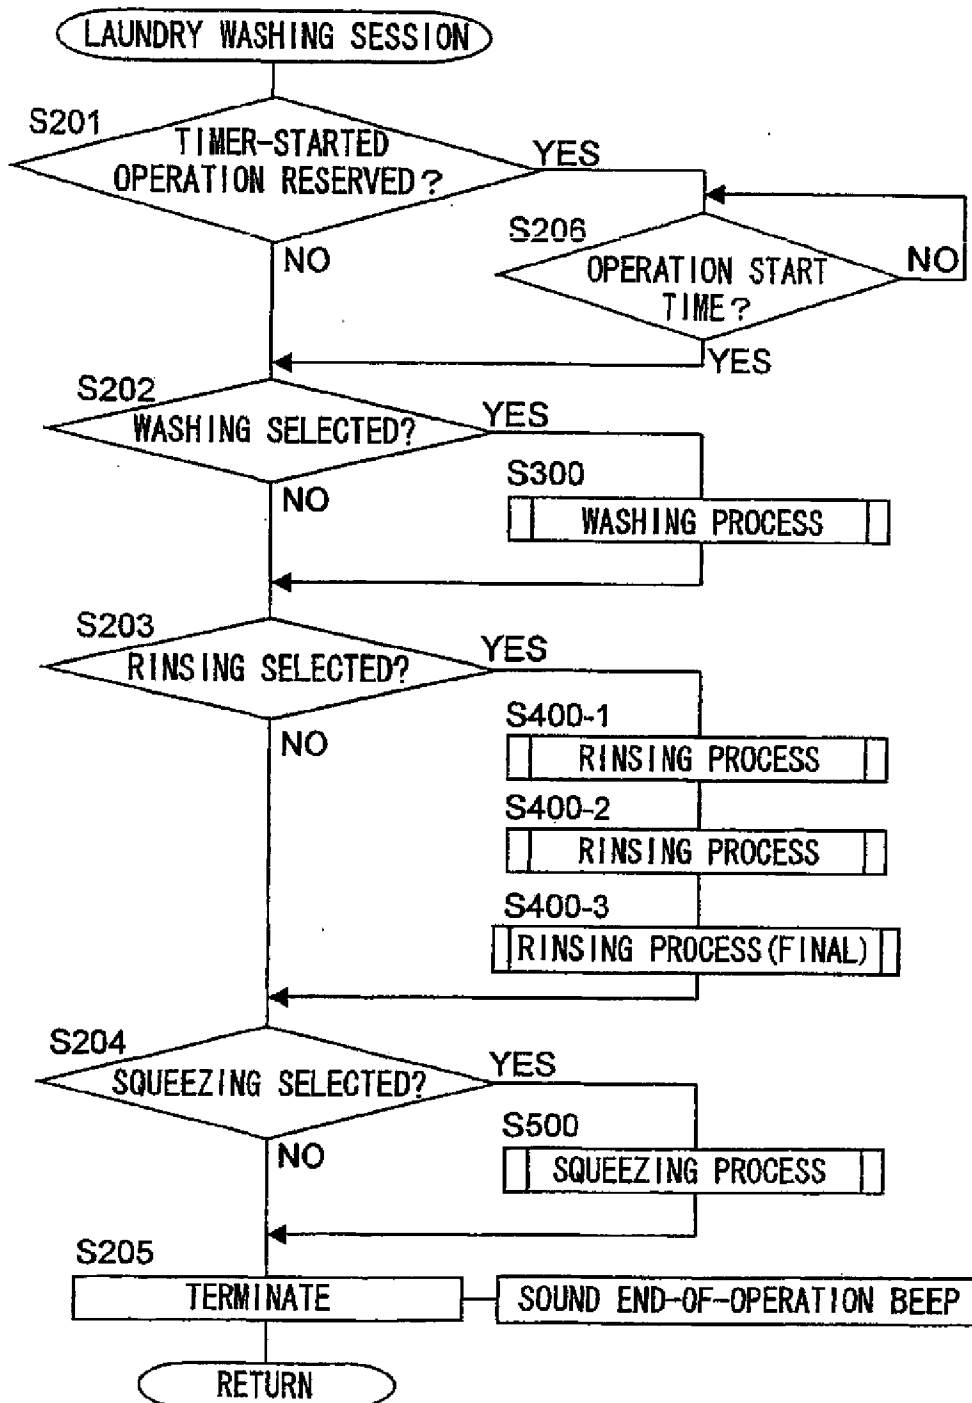 LAUNDRY WASHING SESSION
S201
TIMER-STARTED
OPERATION RESERVED?
YES
NO
S206
OPERATION START
TIME?
NO
YES
S202
WASHING SELECTED?
YES
NO
S300
WASHING PROCESS
S203
RINSING SELECTED?
YES
NO
S400-1
RINSING PROCESS
S400-2
RINSING PROCESS
S400-3
RINSING PROCESS(FINAL)
S204
SQUEEZING SELECTED?
YES
NO
S500
SQUEEZING PROCESS
S205
TERMINATE
SOUND END-OF-OPERATION BEEP
RETURN